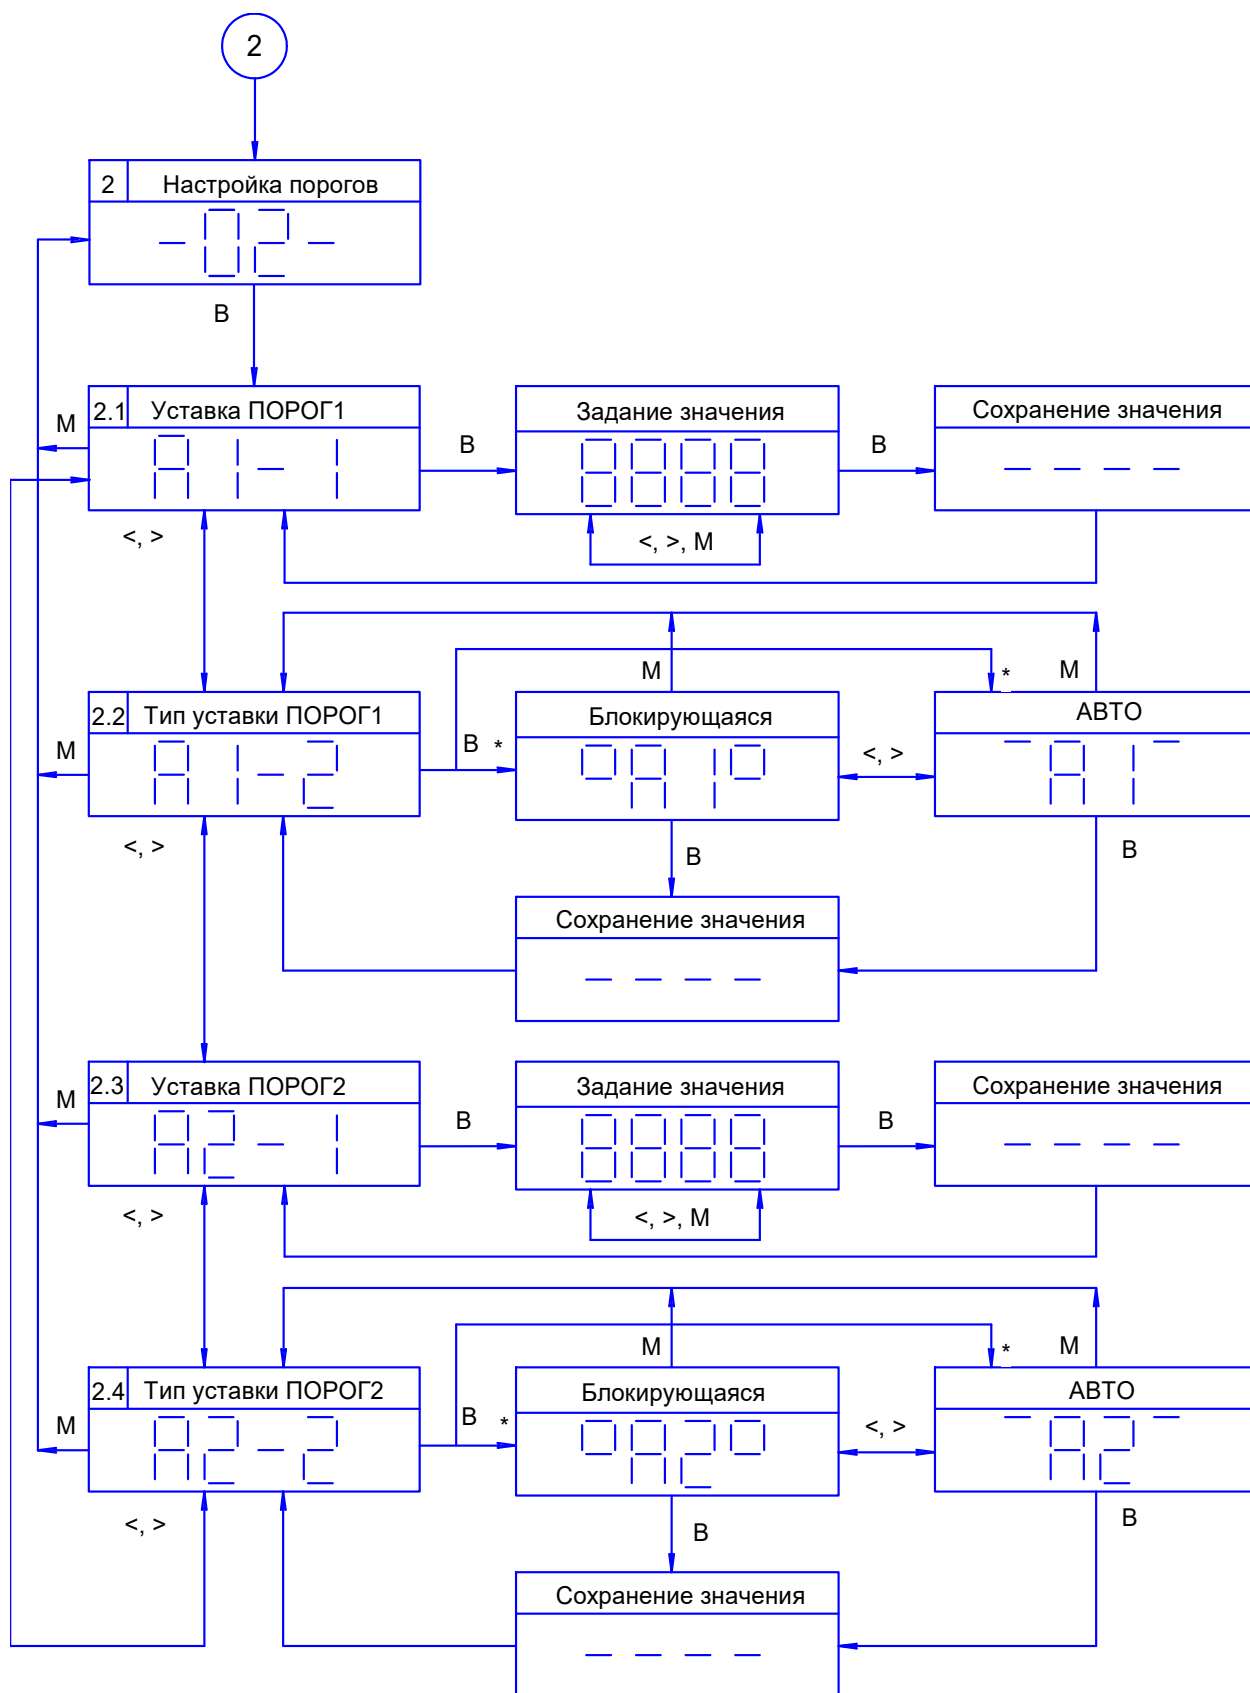 2
2 Настройка порогов
-02-
В
2.1 Уставка ПОРОГ1
A1-1
М
В
Задание значения
8888
<, >, М
В
Сохранение значения
- - - -
<, >
2.2 Тип уставки ПОРОГ1
A1-2
М
В *
М
Блокирующаяся
°A1°
<, >
* М
АВТО
¯A1¯
<, >
В
В
Сохранение значения
- - - -
2.3 Уставка ПОРОГ2
A2-1
М
В
Задание значения
8888
<, >, М
В
Сохранение значения
- - - -
<, >
2.4 Тип уставки ПОРОГ2
A2-2
М
В *
М
Блокирующаяся
°A2°
<, >
* М
АВТО
¯A2¯
<, >
В
В
Сохранение значения
- - - -